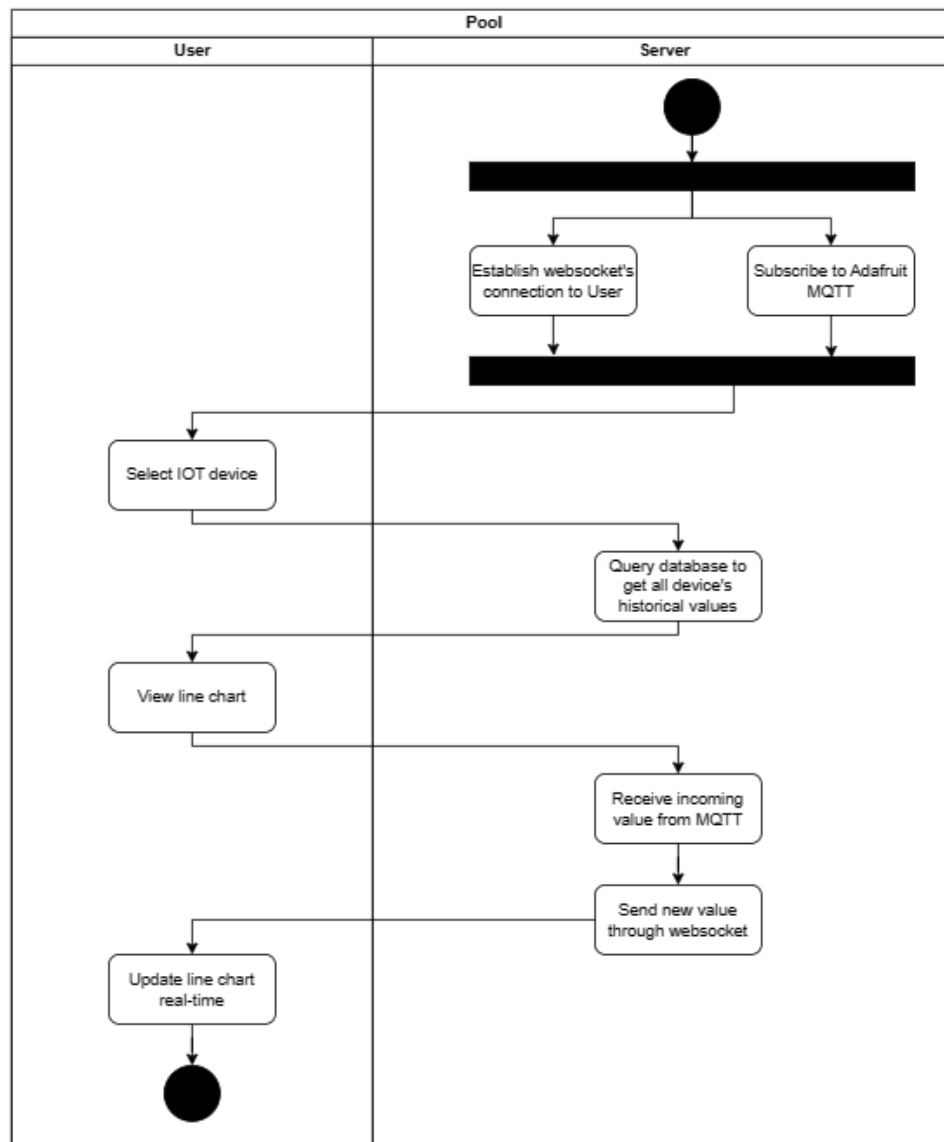 Pool
User
Server
Establish websocket's
connection to User
Subscribe to Adafruit
MQTT
Select IOT device
Query database to
get all device's
historical values
View line chart
Receive incoming
value from MQTT
Send new value
through websocket
Update line chart
real-time